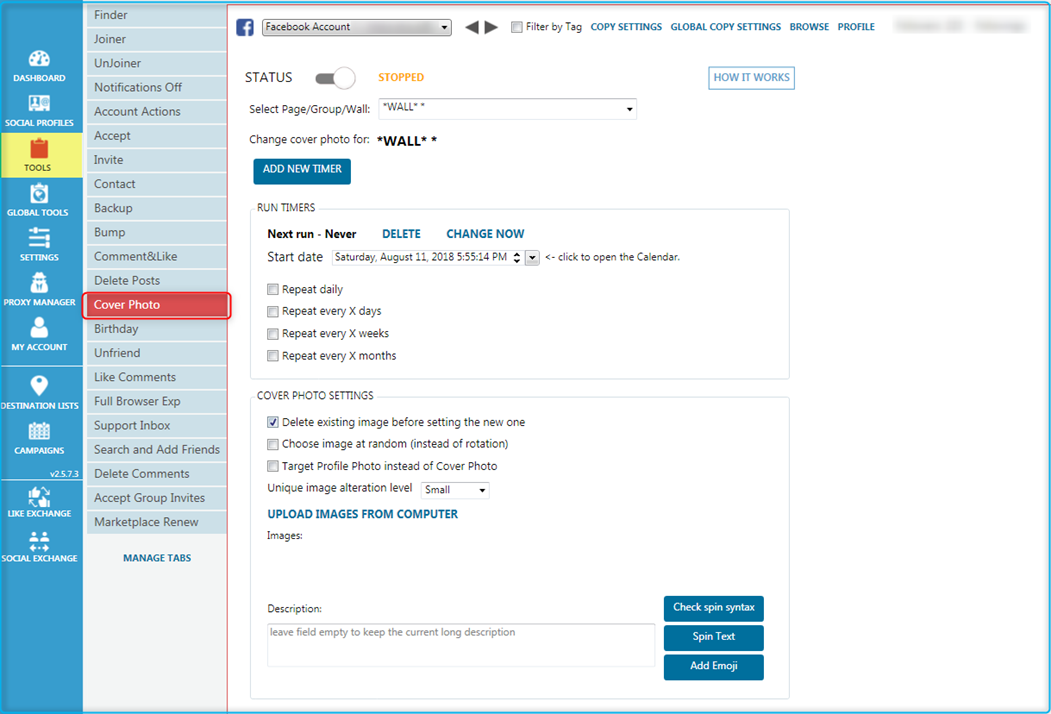 DASHBOARD
SOCIAL PROFILES
TOOLS
GLOBAL TOOLS
SETTINGS
PROXY MANAGER
MY ACCOUNT
DESTINATION LISTS
CAMPAIGNS
v2.5.7.3
LIKE EXCHANGE
SOCIAL EXCHANGE
Finder
Joiner
UnJoiner
Notifications Off
Account Actions
Accept
Invite
Contact
Backup
Bump
Comment&Like
Delete Posts
Cover Photo
Birthday
Unfriend
Like Comments
Full Browser Exp
Support Inbox
Search and Add Friends
Delete Comments
Accept Group Invites
Marketplace Renew
MANAGE TABS
Facebook Account Filter by Tag COPY SETTINGS GLOBAL COPY SETTINGS BROWSE PROFILE
STATUS STOPPED HOW IT WORKS
Select Page/Group/Wall: *WALL* *
Change cover photo for: *WALL* *
ADD NEW TIMER
RUN TIMERS
Next run - Never DELETE CHANGE NOW
Start date Saturday, August 11, 2018 5:55:14 PM <- click to open the Calendar.
Repeat daily
Repeat every X days
Repeat every X weeks
Repeat every X months
COVER PHOTO SETTINGS
Delete existing image before setting the new one
Choose image at random (instead of rotation)
Target Profile Photo instead of Cover Photo
Unique image alteration level Small
UPLOAD IMAGES FROM COMPUTER
Images:
Description:
leave field empty to keep the current long description
Check spin syntax
Spin Text
Add Emoji